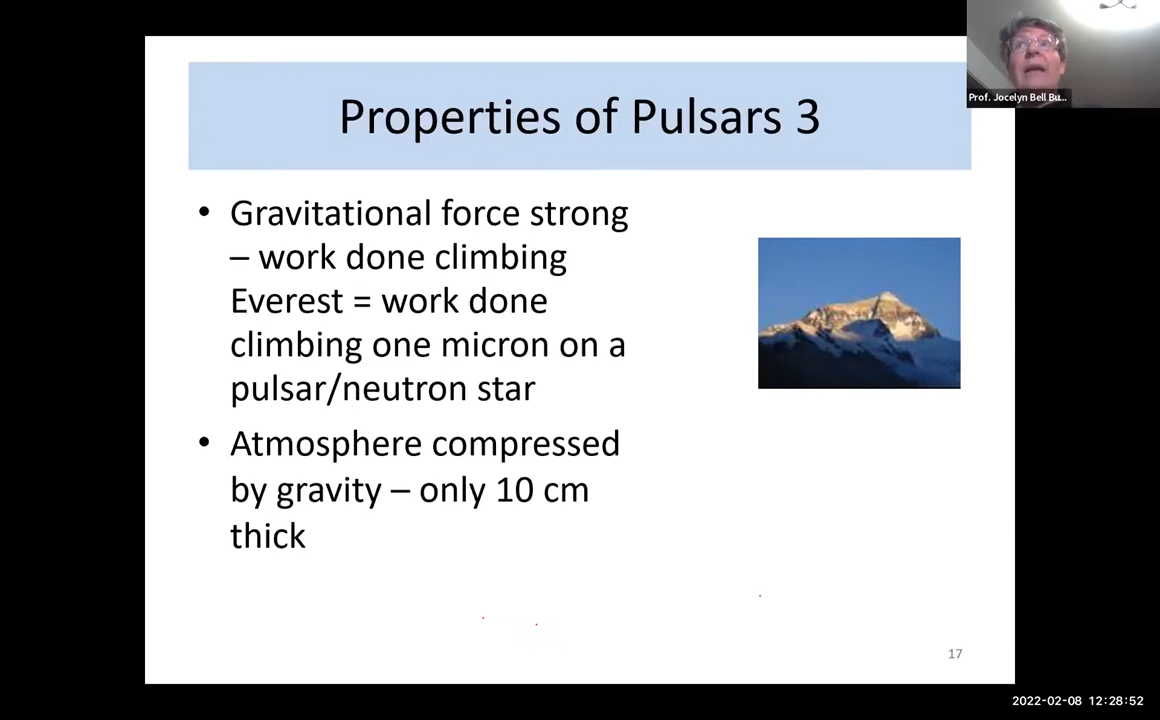 Prof. Jocelyn Bell Bu...
Properties of Pulsars 3
• Gravitational force strong
– work done climbing
Everest = work done
climbing one micron on a
pulsar/neutron star
• Atmosphere compressed
by gravity – only 10 cm
thick
17
2022-02-08 12:28:52